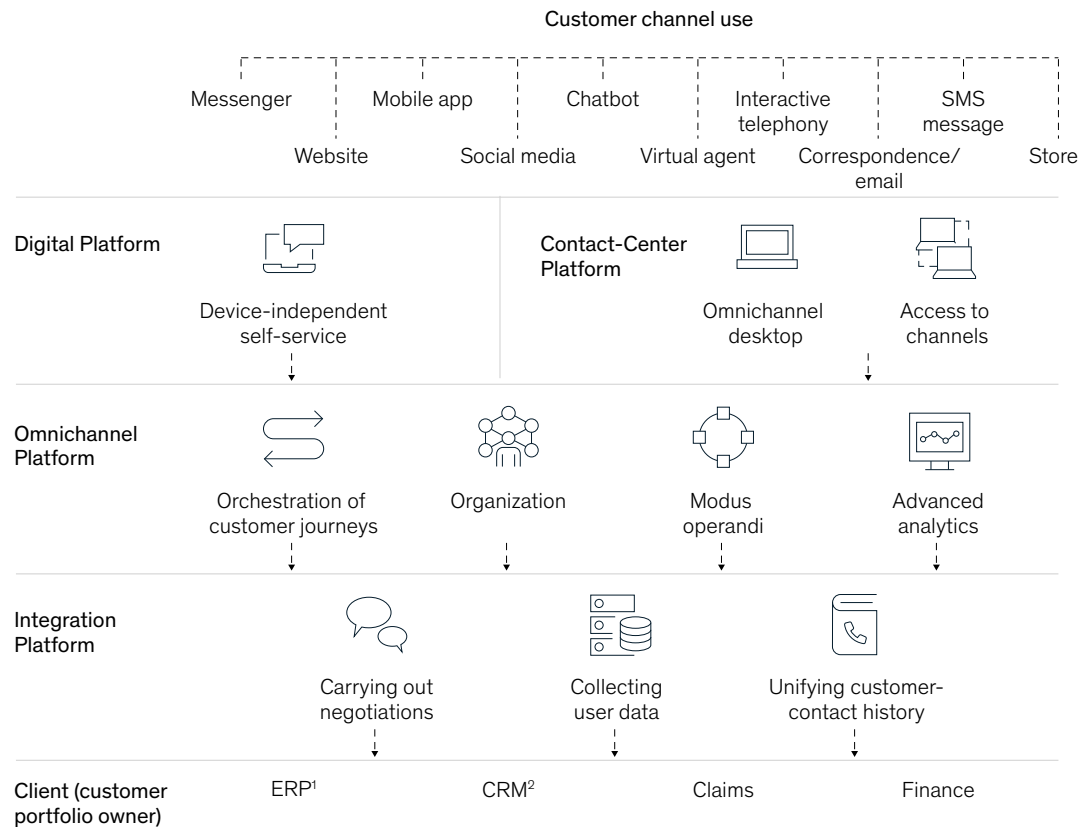 Customer channel use
Messenger
Mobile app
Chatbot
Interactive
telephony
SMS
message
Website
Social media
Virtual agent
Correspondence/
email
Store
Digital Platform
Device-independent
self-service
Contact-Center
Platform
Omnichannel
desktop
Access to
channels
Omnichannel
Platform
Orchestration of
customer journeys
Organization
Modus
operandi
Advanced
analytics
Integration
Platform
Carrying out
negotiations
Collecting
user data
Unifying customer-
contact history
Client (customer
portfolio owner)
ERP¹
CRM²
Claims
Finance